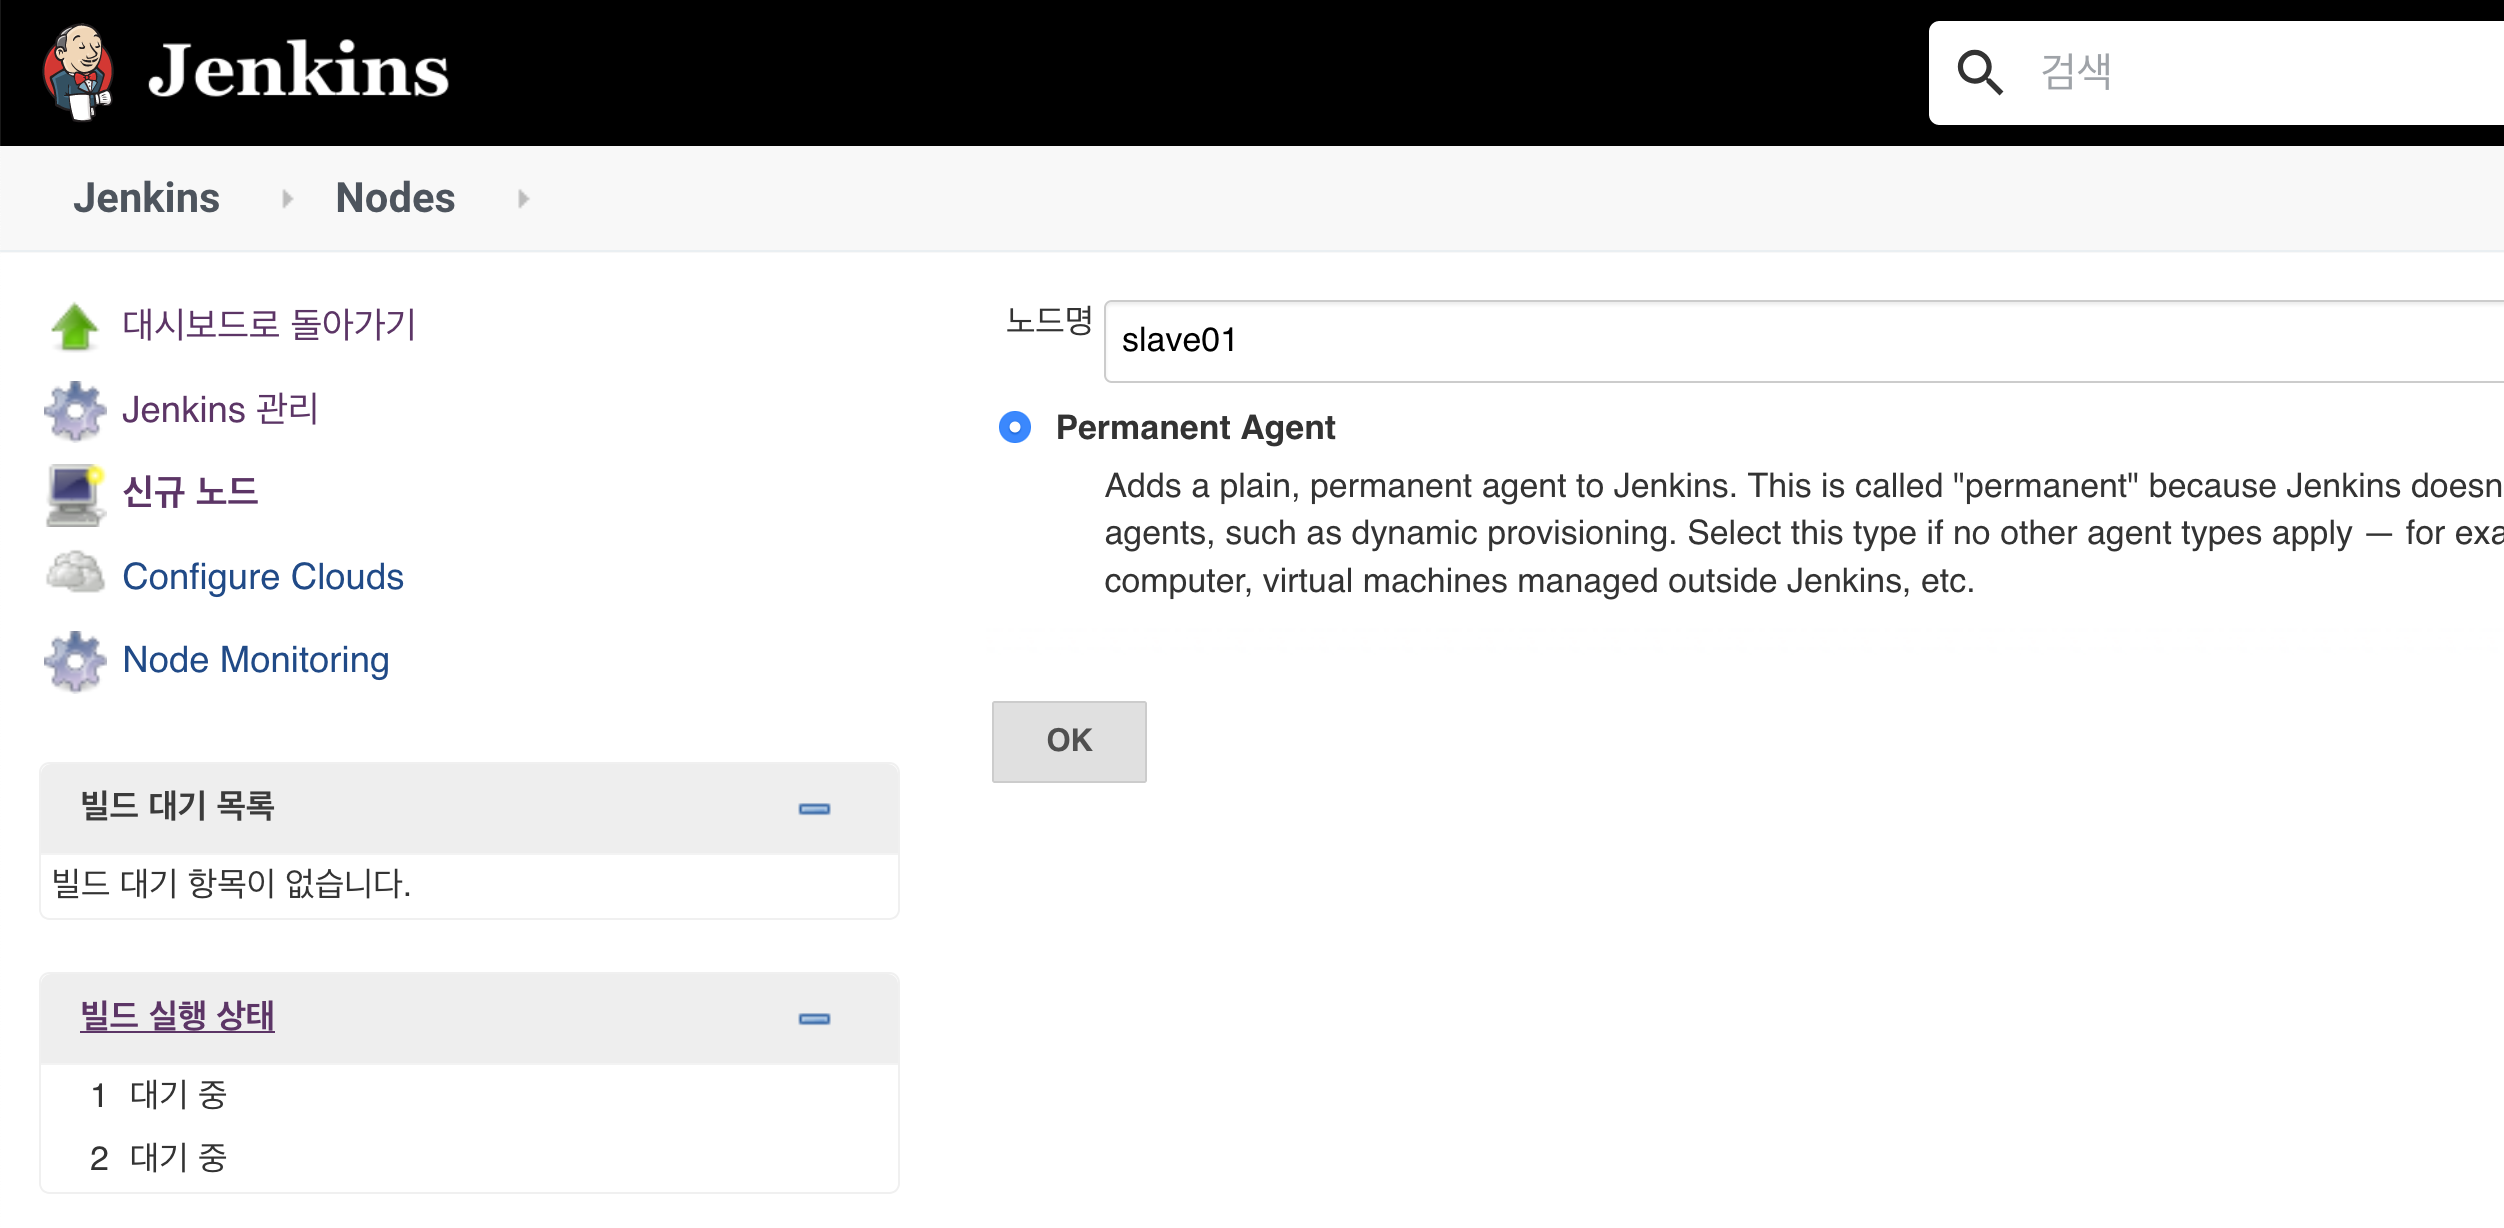 Jenkins
검색
Jenkins
Nodes
대시보드로 돌아가기
Jenkins 관리
신규 노드
Configure Clouds
Node Monitoring
빌드 대기 목록
빌드 대기 항목이 없습니다.
빌드 실행 상태
1 대기 중
2 대기 중
노드명
slave01
Permanent Agent
Adds a plain, permanent agent to Jenkins. This is called "permanent" because Jenkins doesn
agents, such as dynamic provisioning. Select this type if no other agent types apply — for exa
computer, virtual machines managed outside Jenkins, etc.
OK